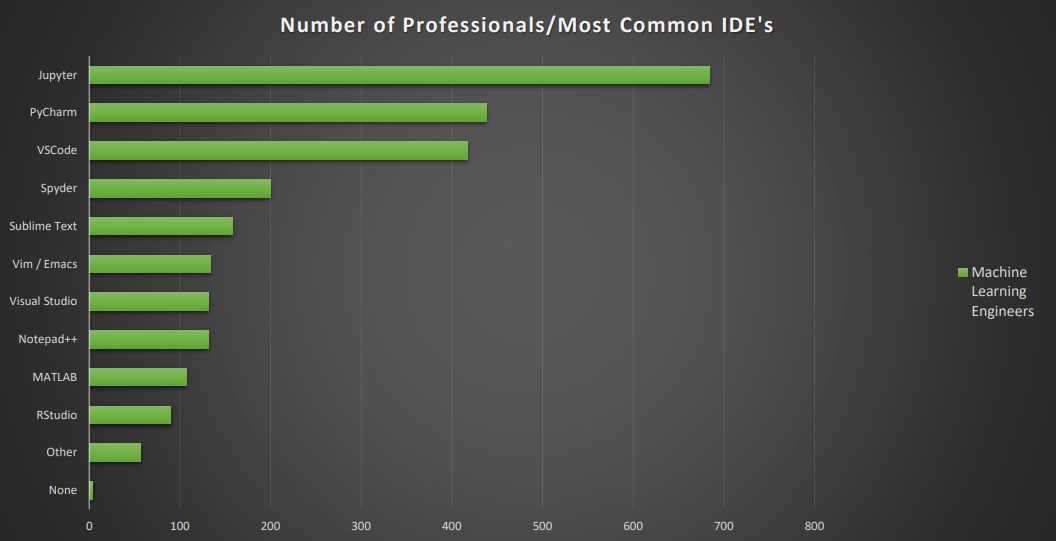 Number of Professionals/Most Common IDE's
Jupyter
PyCharm
VSCode
Spyder
Sublime Text
Vim / Emacs
Visual Studio
Notepad++
MATLAB
RStudio
Other
None
0 100 200 300 400 500 600 700 800
Machine
Learning
Engineers